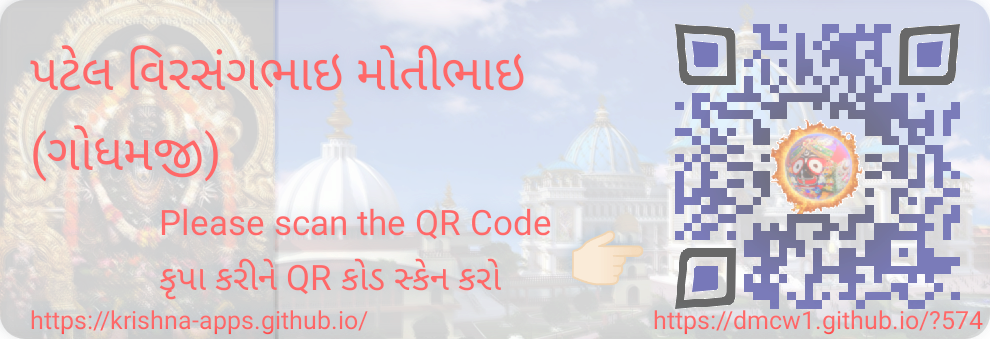 પટેલ વિરસંગભાઇ મોતીભાઇ
(ગોધમજી)
Please scan the QR Code
કૃપા કરીને QR કોડ સ્કેન કરો
https://krishna-apps.github.io/
https://dmcw1.github.io/?574